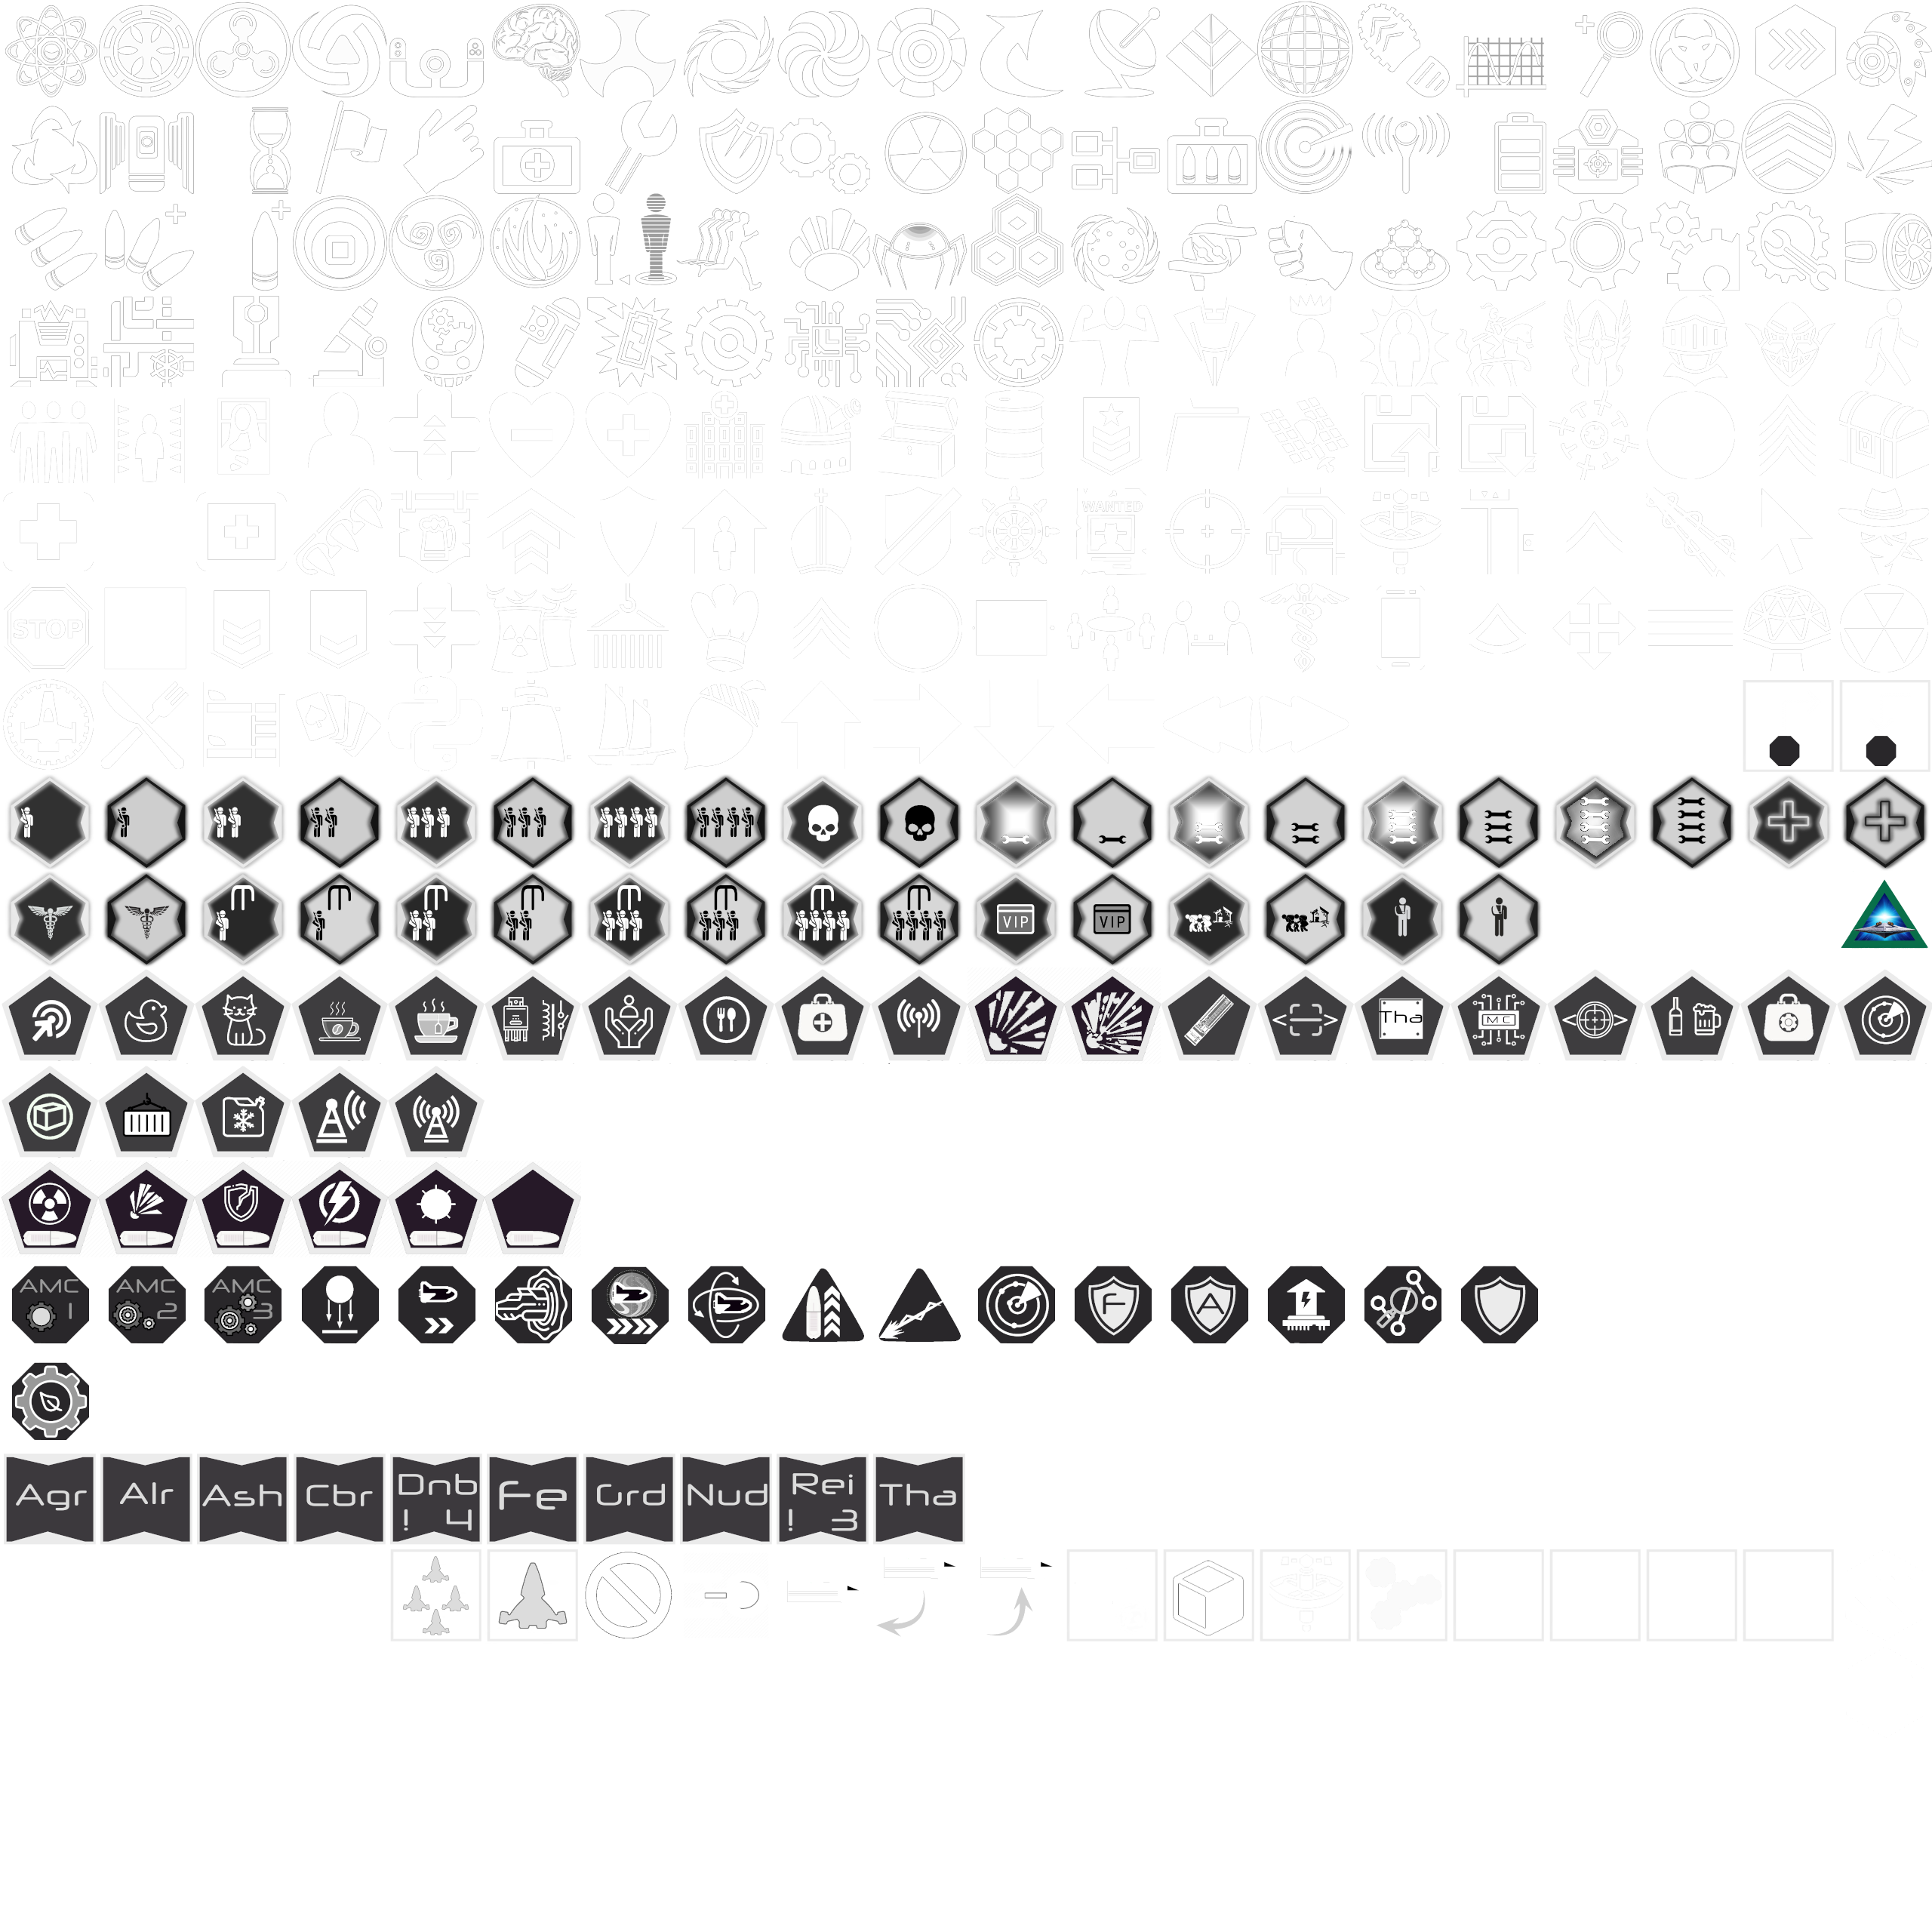 WANTED
STOP
VIP
VIP
Tha
MC
AMC
1
AMC
2
AMC
3
F
A
Agr
Alr
Ash
Cbr
Dnb
! 4
Fe
Grd
Nud
Rei
! 3
Tha